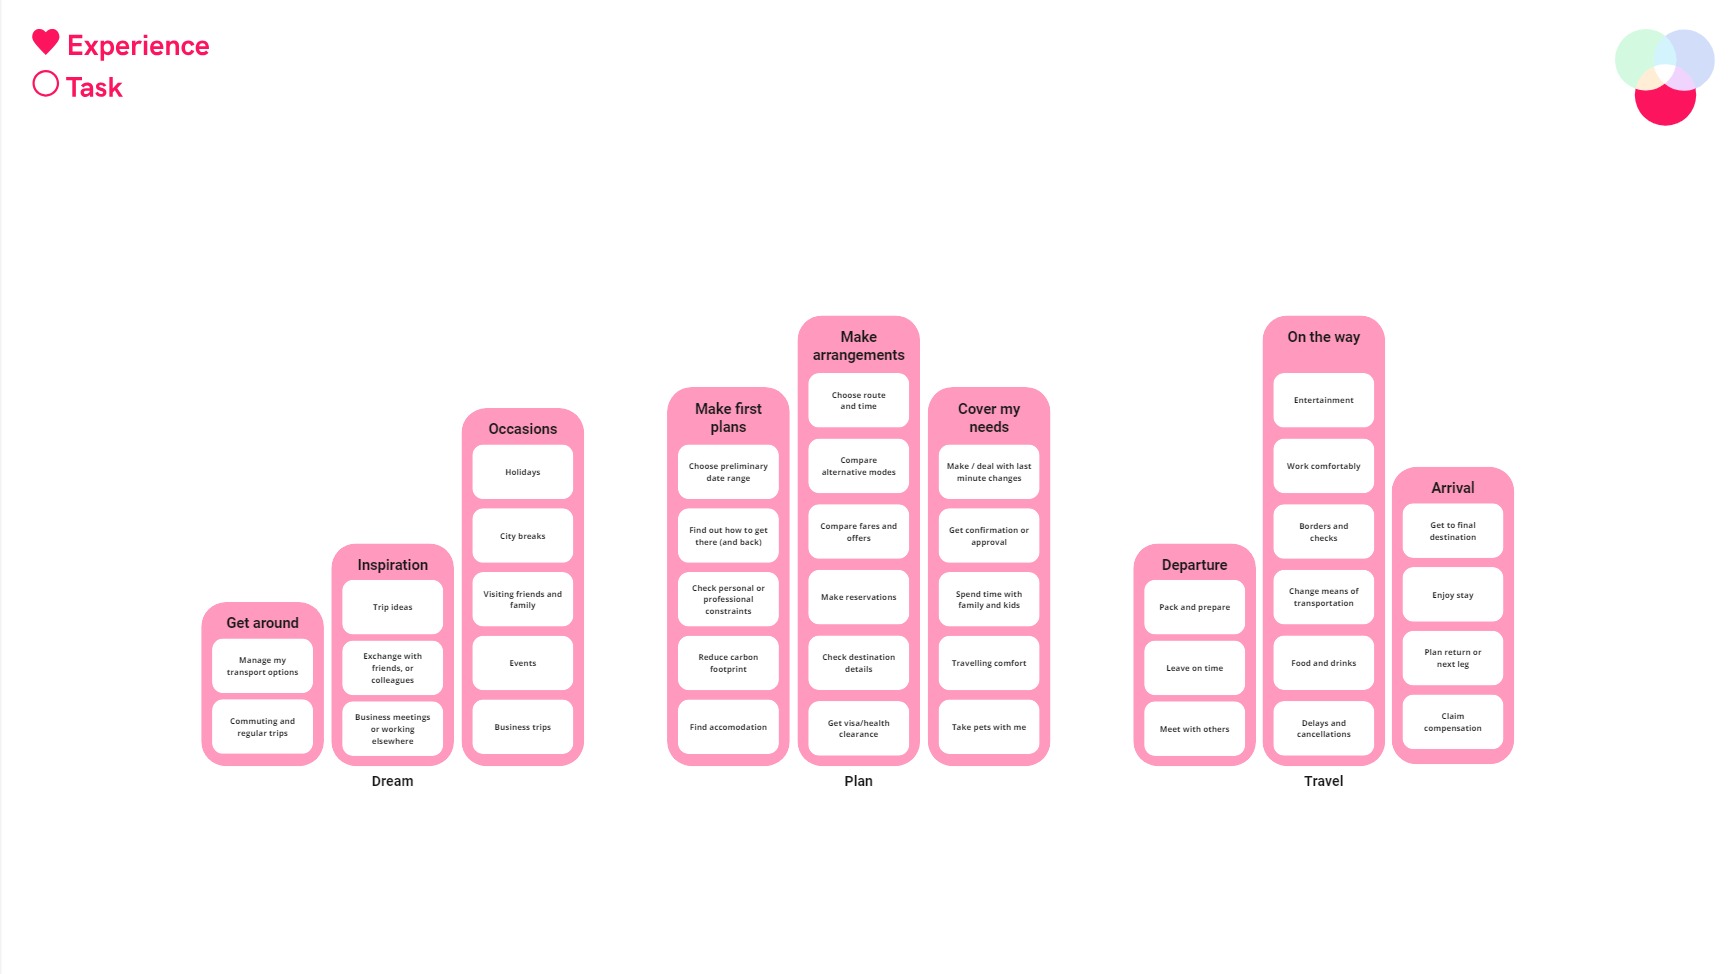 Experience
Task
Get around
Manage my
transport options
Commuting and
regular trips
Inspiration
Trip ideas
Exchange with
friends, or
colleagues
Business meetings
or working
elsewhere
Occasions
Holidays
City breaks
Visiting friends and
family
Events
Business trips
Dream
Make first
plans
Choose preliminary
date range
Find out how to get
there (and back)
Check personal or
professional
constraints
Reduce carbon
footprint
Find accomodation
Make
arrangements
Choose route
and time
Compare
alternative modes
Compare fares and
offers
Make reservations
Check destination
details
Get visa/health
clearance
Cover my
needs
Make / deal with last
minute changes
Get confirmation or
approval
Spend time with
family and kids
Travelling comfort
Take pets with me
Plan
Departure
Pack and prepare
Leave on time
Meet with others
On the way
Entertainment
Work comfortably
Borders and
checks
Change means of
transportation
Food and drinks
Delays and
cancellations
Arrival
Get to final
destination
Enjoy stay
Plan return or
next leg
Claim
compensation
Travel